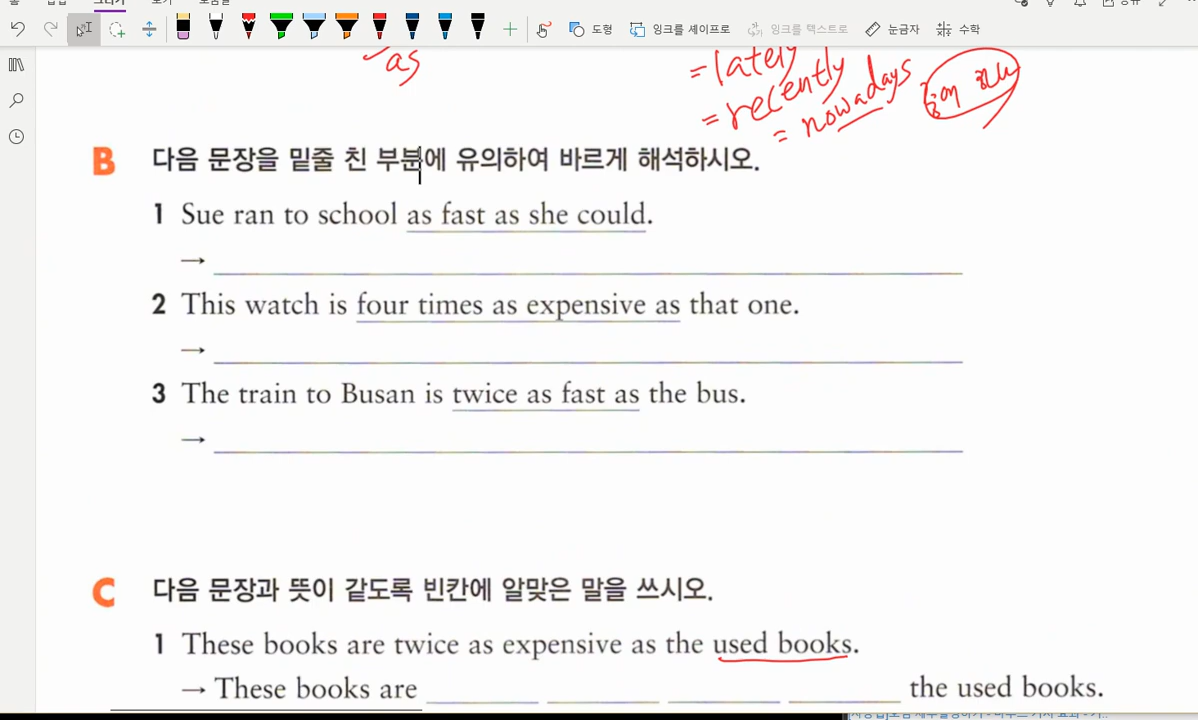 도형
잉크를 셰이프로
잉크를 텍스트로
눈금자
수학
as
= lately
= recently
= nowadays
B 다음 문장을 밑줄 친 부분에 유의하여 바르게 해석하시오.
1 Sue ran to school as fast as she could.
→
2 This watch is four times as expensive as that one.
→
3 The train to Busan is twice as fast as the bus.
→
C 다음 문장과 뜻이 같도록 빈칸에 알맞은 말을 쓰시오.
1 These books are twice as expensive as the used books.
→ These books are the used books.